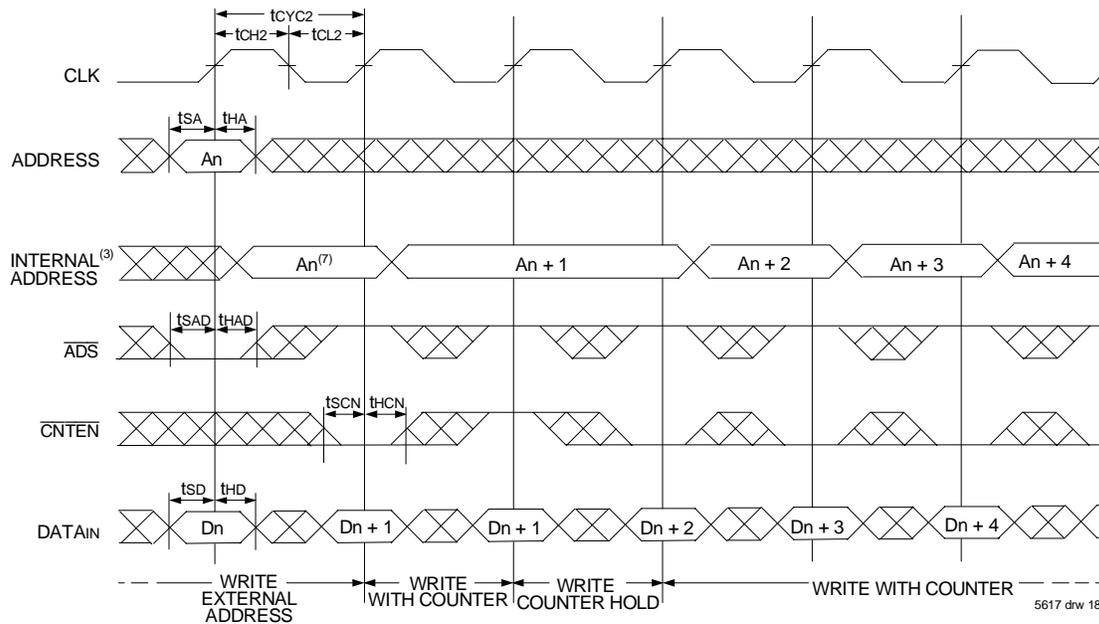 tCYC2
tCH2 tCL2
CLK
tSA tHA
ADDRESS An
INTERNAL(3)
ADDRESS
An(7) An + 1 An + 2 An + 3 An + 4
tSAD tHAD
ADS
tSCN tHCN
CNTEN
tSD tHD
DATAIN Dn Dn + 1 Dn + 1 Dn + 2 Dn + 3 Dn + 4
WRITE
EXTERNAL
ADDRESS
WRITE
WITH COUNTER
WRITE
COUNTER HOLD
WRITE WITH COUNTER
5617 drw 18